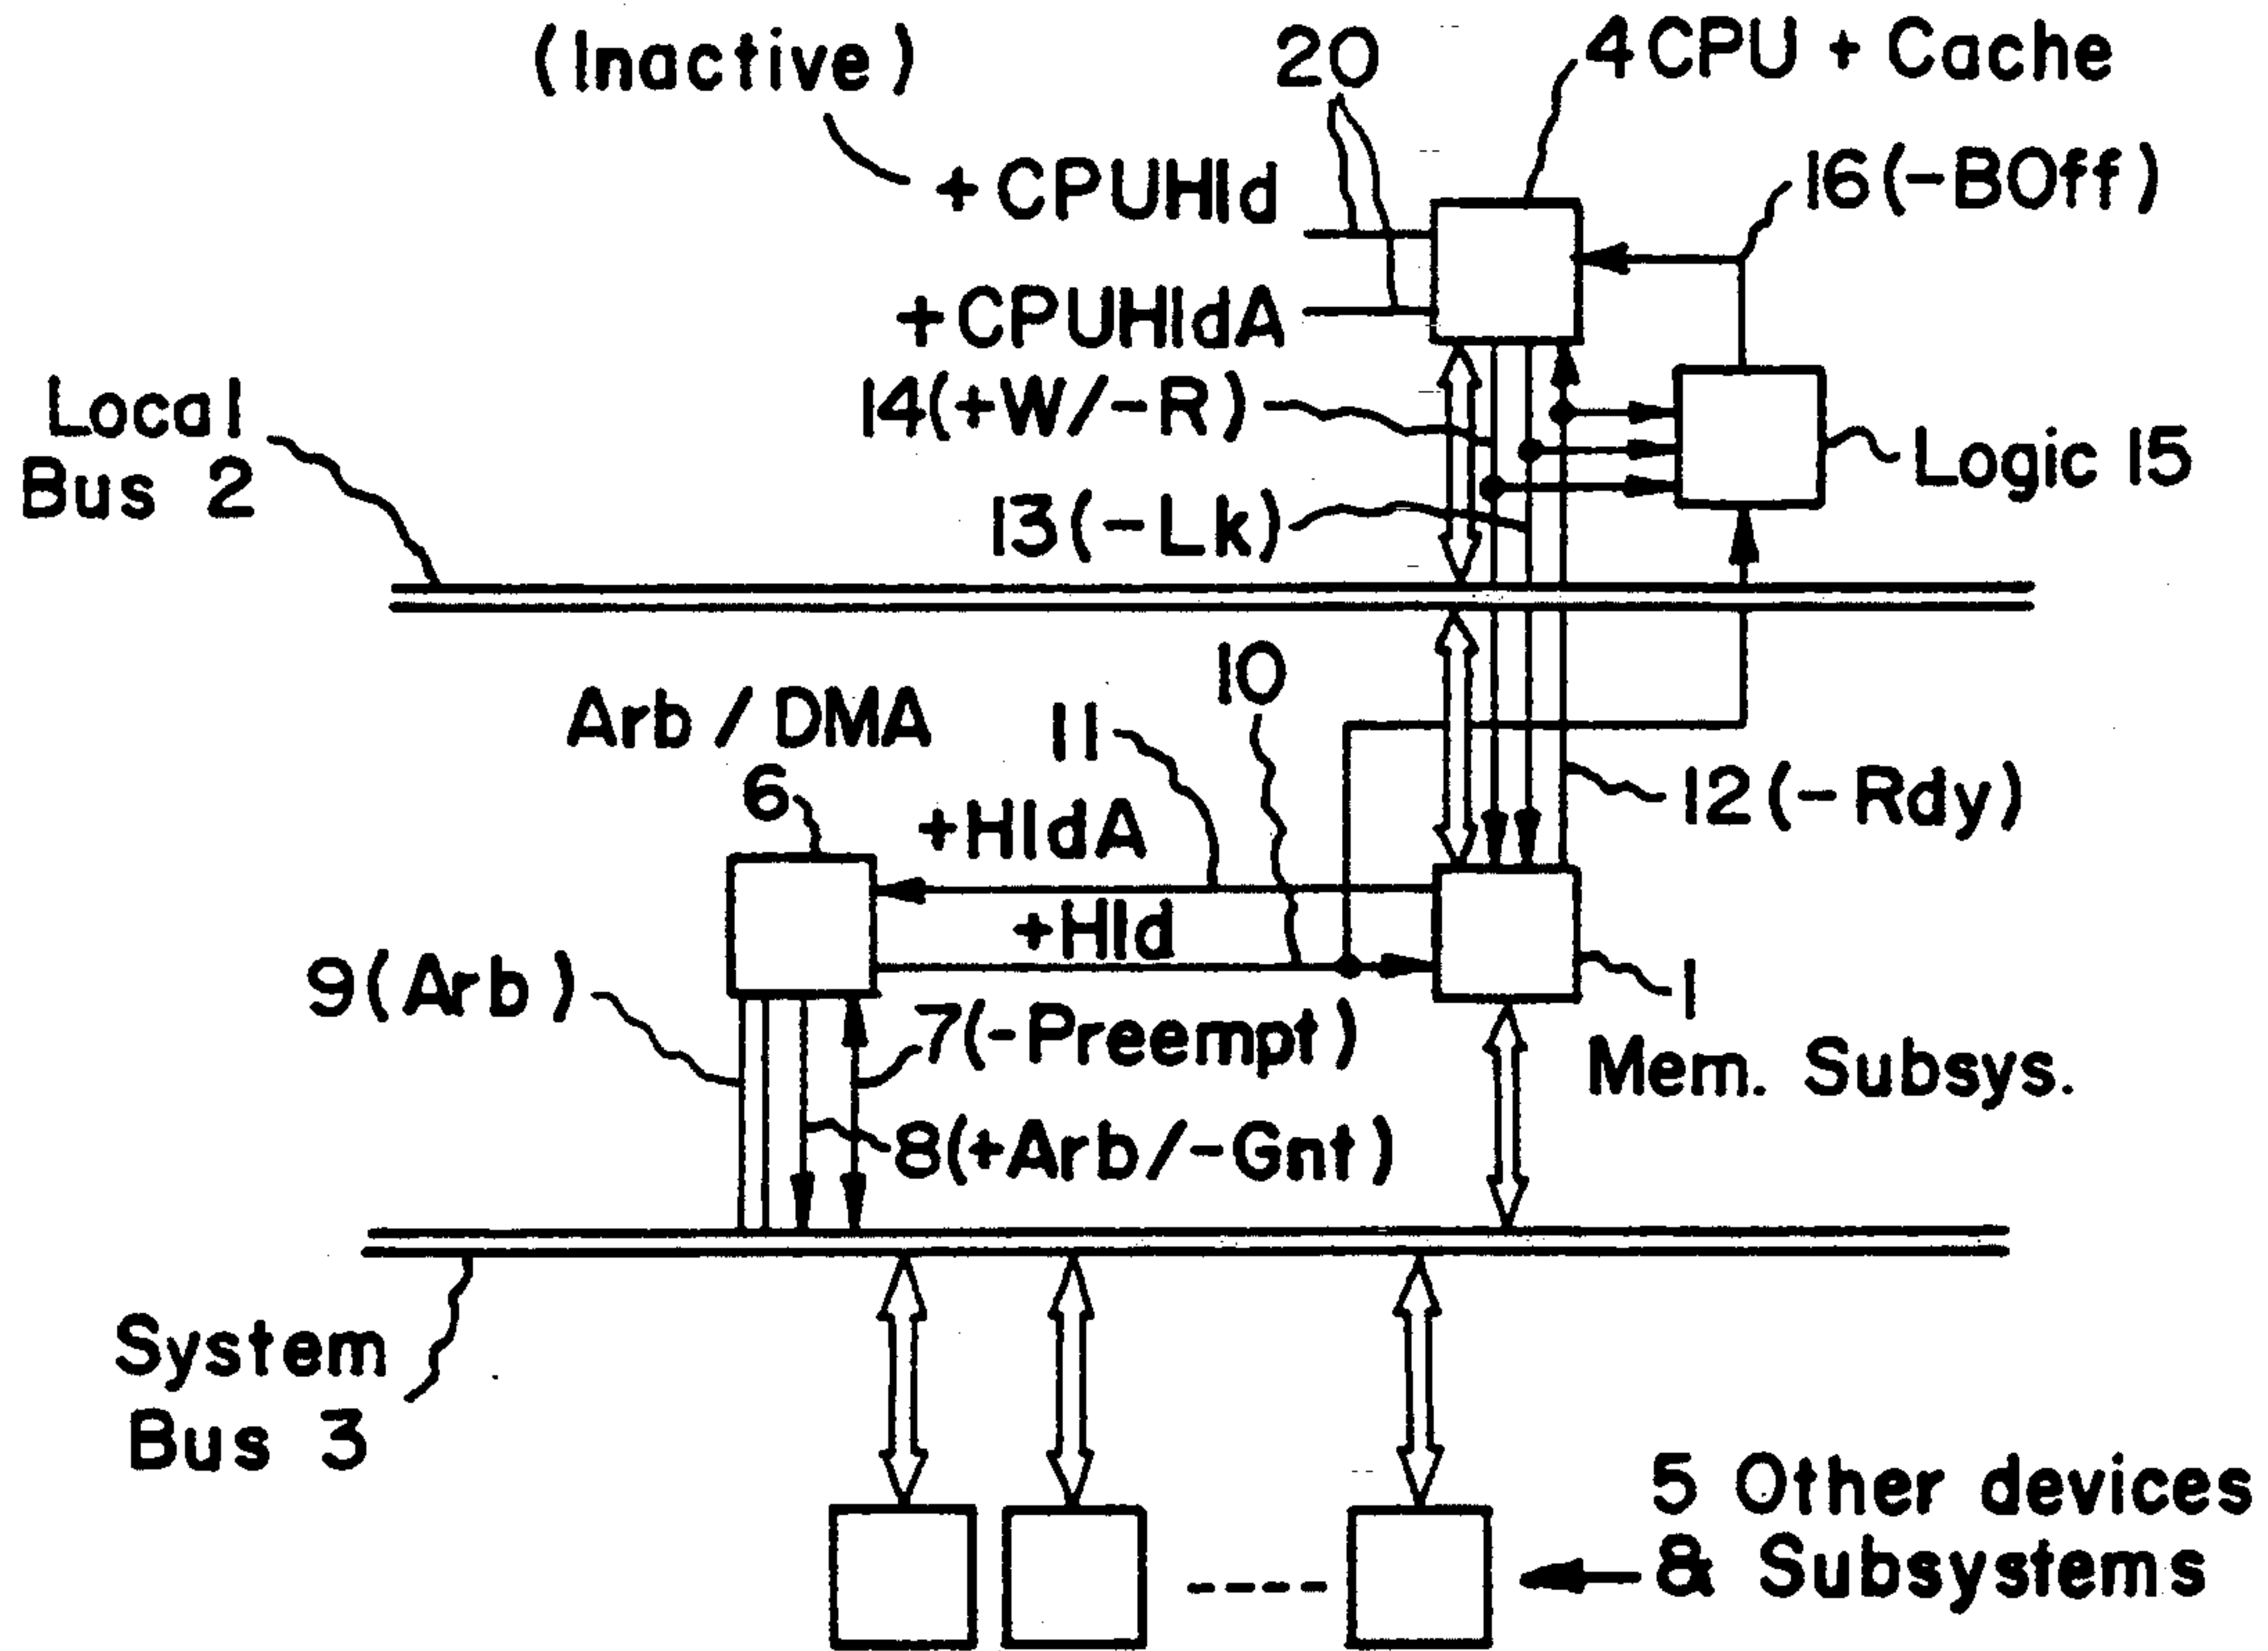 (Inactive)
20
4 CPU + Cache
+CPUHld
16(-BOff)
+CPUHldA
14(+W/-R)
Local
Bus 2
Logic 15
13(-Lk)
10
Arb / DMA
6
11
12(-Rdy)
+HldA
+Hld
9(Arb)
7(-Preempt)
1
Mem. Subsys.
8(+Arb/-Gnt)
System
Bus 3
5 Other devices
& Subsystems